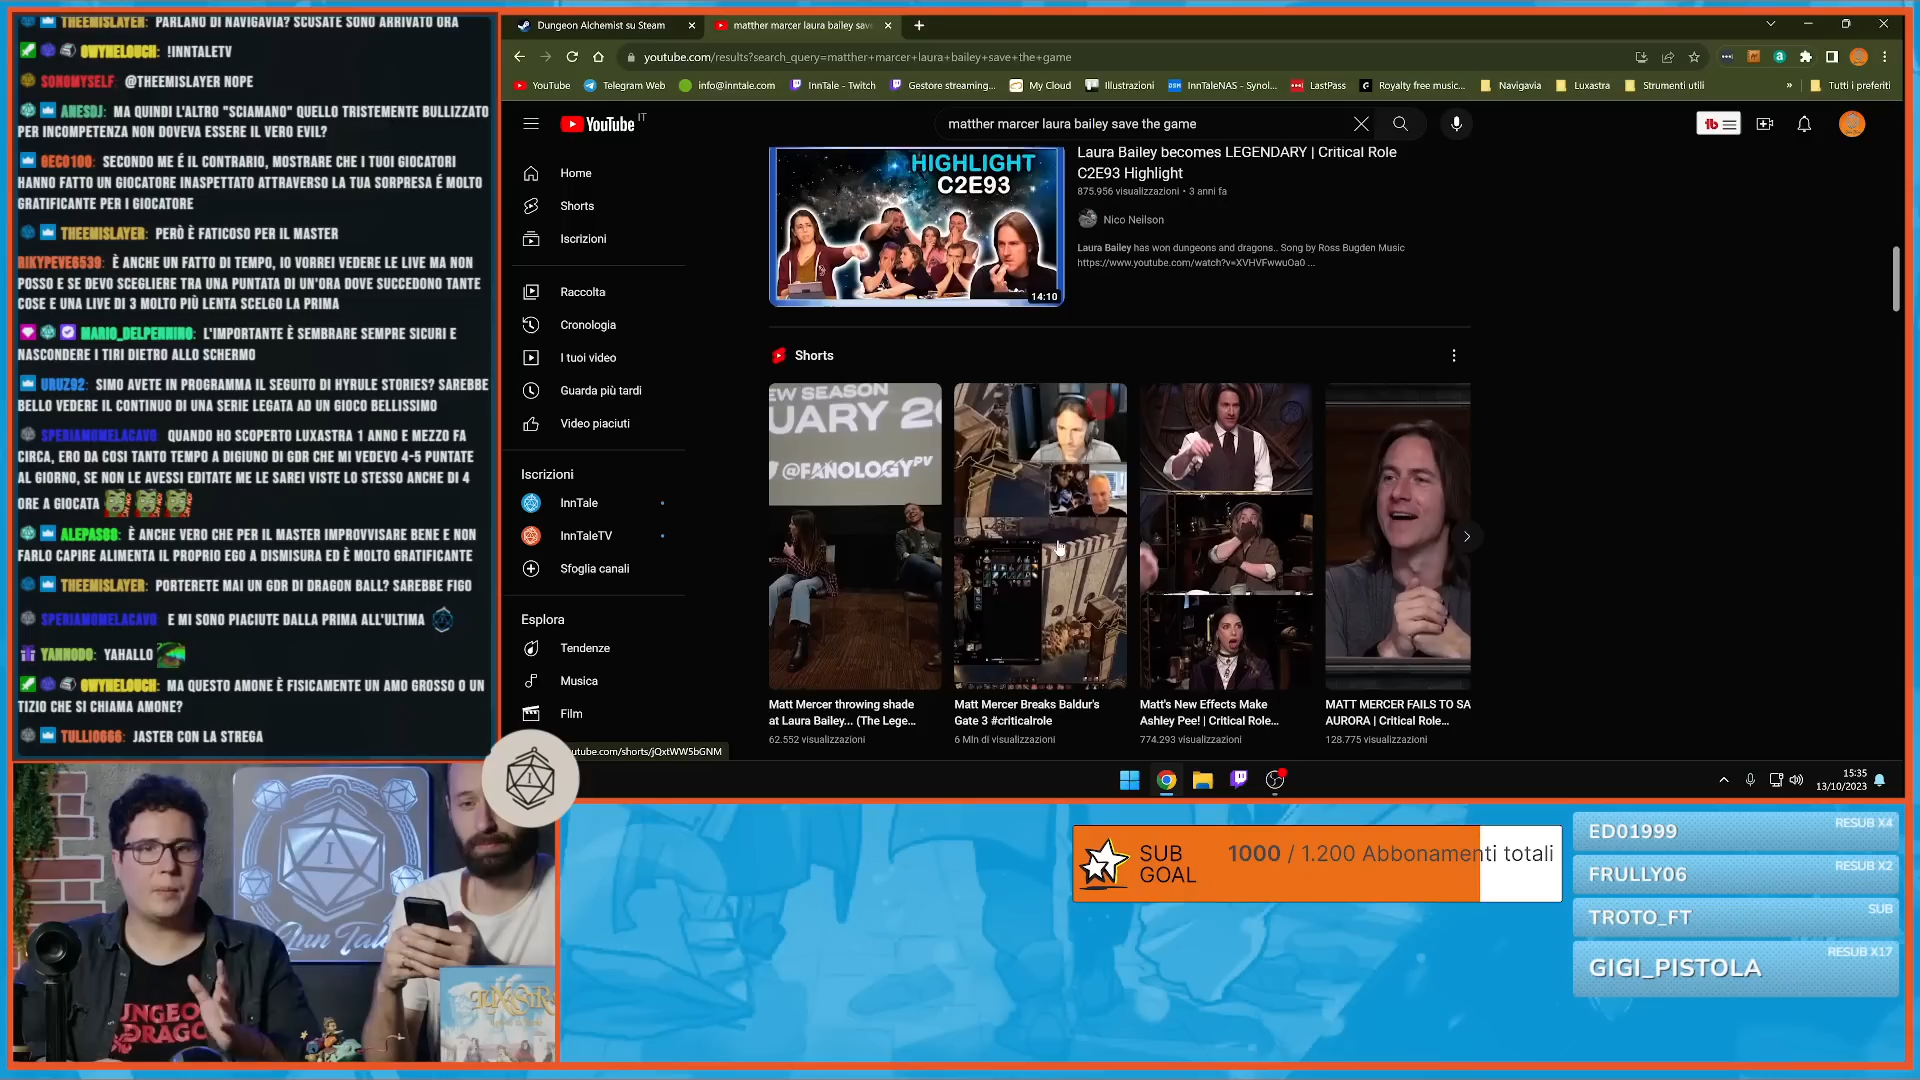 THEEMISLAYER: PARLANO DI NAVIGAVIA? SCUSATE SONO ARRIVATO ORA
OWYNELOUCH: !INNTALETV
SONOMYSELF: @THEEMISLAYER NOPE
ANESDJ: MA QUINDI L'ALTRO "SCIAMANO" QUELLO TRISTEMENTE BULLIZZATO
PER INCOMPETENZA NON DOVEVA ESSERE IL VERO EVIL?
GECO100: SECONDO ME É IL CONTRARIO, MOSTRARE CHE I TUOI GIOCATORI
HANNO FATTO UN GIOCATORE INASPETTATO ATTRAVERSO LA TUA SORPRESA É MOLTO
GRATIFICANTE PER I GIOCATORE
THEEMISLAYER: PERÒ È FATICOSO PER IL MASTER
RIKYPEVE6539: È ANCHE UN FATTO DI TEMPO, IO VORREI VEDERE LE LIVE MA NON
POSSO E SE DEVO SCEGLIERE TRA UNA PUNTATA DI UN'ORA DOVE SUCCEDONO TANTE
COSE E UNA LIVE DI 3 MOLTO PIÙ LENTA SCELGO LA PRIMA
MARIO_DELPENNINO: L'IMPORTANTE È SEMBRARE SEMPRE SICURI E
NASCONDERE I TIRI DIETRO ALLO SCHERMO
URUZ92: SIMO AVETE IN PROGRAMMA IL SEGUITO DI HYRULE STORIES? SAREBBE
BELLO VEDERE IL CONTINUO DI UNA SERIE LEGATA AD UN GIOCO BELLISSIMO
SPERIAMOMELACAVO: QUANDO HO SCOPERTO LUXASTRA 1 ANNO E MEZZO FA
CIRCA, ERO DA COSI TANTO TEMPO A DIGIUNO DI GDR CHE MI VEDEVO 4-5 PUNTATE
AL GIORNO, SE NON LE AVESSI EDITATE ME LE SAREI VISTE LO STESSO ANCHE DI 4
ORE A GIOCATA
ALEPAS88: È ANCHE VERO CHE PER IL MASTER IMPROVVISARE BENE E NON
FARLO CAPIRE ALIMENTA IL PROPRIO EGO A DISMISURA ED È MOLTO GRATIFICANTE
THEEMISLAYER: PORTERETE MAI UN GDR DI DRAGON BALL? SAREBBE FIGO
SPERIAMOMELACAVO: E MI SONO PIACIUTE DALLA PRIMA ALL'ULTIMA
YANNODO: YAHALLO
OWYNELOUCH: MA QUESTO AMONE È FISICAMENTE UN AMO GROSSO O UN
TIZIO CHE SI CHIAMA AMONE?
TULLIO666: JASTER CON LA STREGA
Dungeon Alchemist su Steam
matther marcer laura bailey sav
youtube.com/results?search_query=matther+marcer+laura+bailey+save+the+game
YouTube
Telegram Web
info@inntale.com
InnTale - Twitch
Gestore streaming...
My Cloud
Illustrazioni
DSM
InnTaleNAS - Synol...
LastPass
Royalty free music...
Navigavia
Luxastra
Strumenti utili
»
Tutti i preferiti
YouTube IT
matther marcer laura bailey save the game
Home
Shorts
Iscrizioni
Raccolta
Cronologia
I tuoi video
Guarda più tardi
Video piaciuti
Iscrizioni
InnTale
InnTaleTV
Sfoglia canali
Esplora
Tendenze
Musica
Film
utube.com/shorts/jQxtWW5bGNM
HIGHLIGHT
C2E93
14:10
Laura Bailey becomes LEGENDARY | Critical Role
C2E93 Highlight
875.956 visualizzazioni • 3 anni fa
Nico Neilson
Laura Bailey has won dungeons and dragons.. Song by Ross Bugden Music
https://www.youtube.com/watch?v=XVHVFwwuOa0 ...
Shorts
EW SEASON
UARY 20
@FANOLOGYPV
Matt Mercer throwing shade
at Laura Bailey... (The Lege...
62.552 visualizzazioni
Matt Mercer Breaks Baldur's
Gate 3 #criticalrole
6 Mln di visualizzazioni
Matt's New Effects Make
Ashley Pee! | Critical Role...
774.293 visualizzazioni
MATT MERCER FAILS TO SA
AURORA | Critical Role...
128.775 visualizzazioni
15:35
13/10/2023
Inn Tale
UNGEO
DRAGO
LUXASTR
SUB
GOAL
1000 / 1.200 Abbonamenti totali
ED01999
RESUB X4
FRULLY06
RESUB X2
TROTO_FT
SUB
GIGI_PISTOLA
RESUB X17